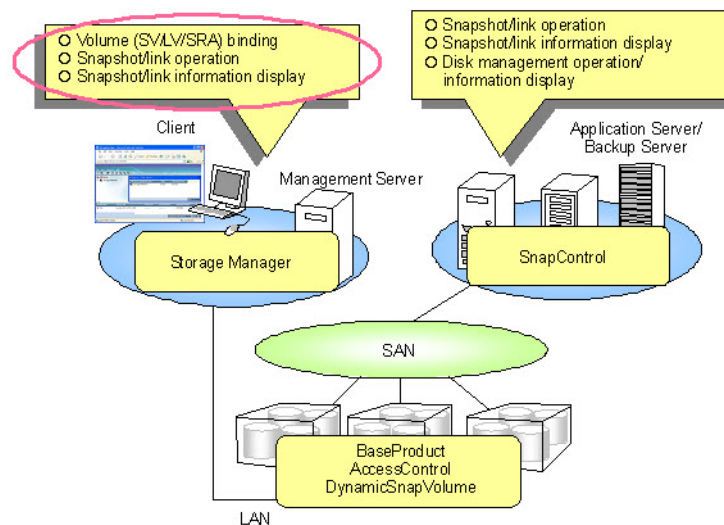 ○ Volume (SV/LV/SRA) binding
○ Snapshot/link operation
○ Snapshot/link information display
○ Snapshot/link operation
○ Snapshot/link information display
○ Disk management operation/
information display
Client
Application Server/
Backup Server
Management Server
Storage Manager
SnapControl
SAN
BaseProduct
AccessControl
DynamicSnapVolume
LAN